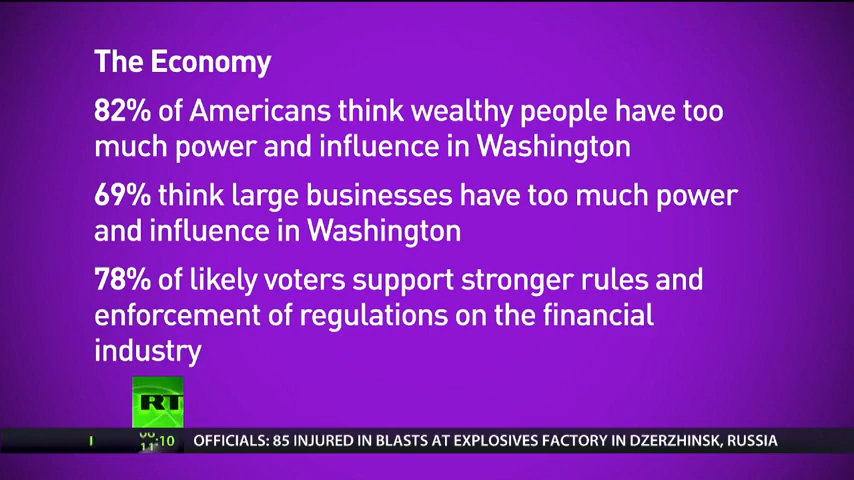 The Economy
82% of Americans think wealthy people have too
much power and influence in Washington
69% think large businesses have too much power
and influence in Washington
78% of likely voters support stronger rules and
enforcement of regulations on the financial
industry
RT
OFFICIALS: 85 INJURED IN BLASTS AT EXPLOSIVES FACTORY IN DZERZHINSK, RUSSIA